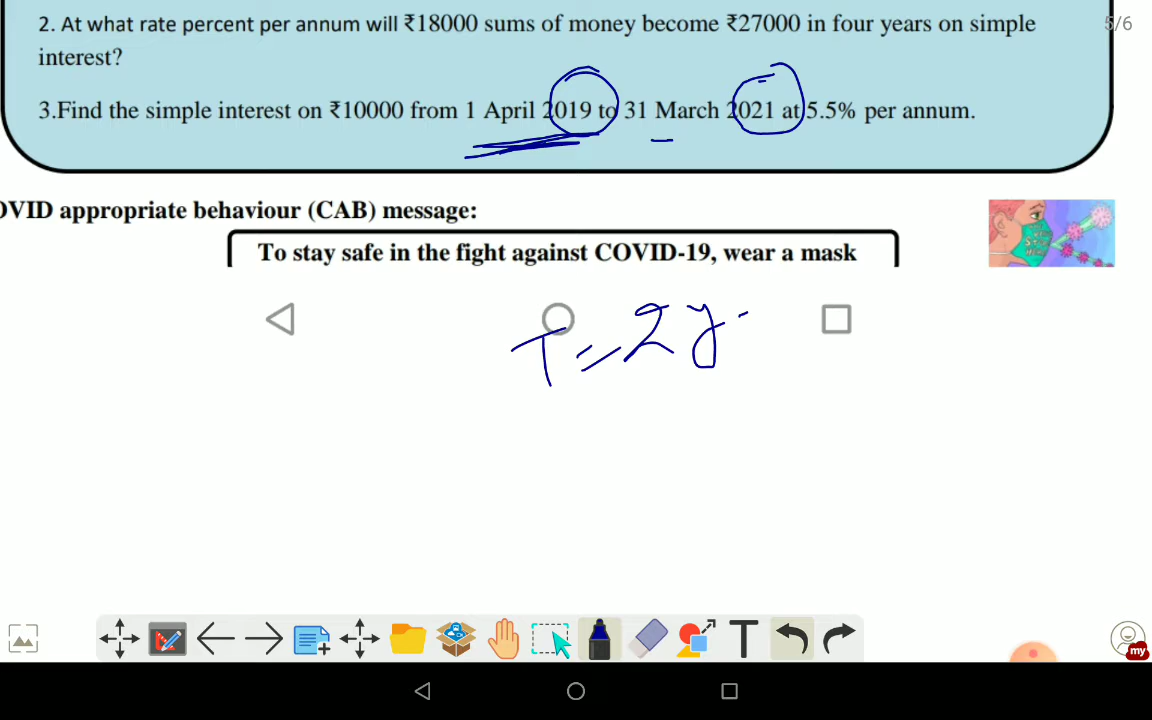 5/6
2. At what rate percent per annum will ₹18000 sums of money become ₹27000 in four years on simple
interest?
3.Find the simple interest on ₹10000 from 1 April 2019 to 31 March 2021 at 5.5% per annum.
OVID appropriate behaviour (CAB) message:
To stay safe in the fight against COVID-19, wear a mask
T = 2 y.
T
my